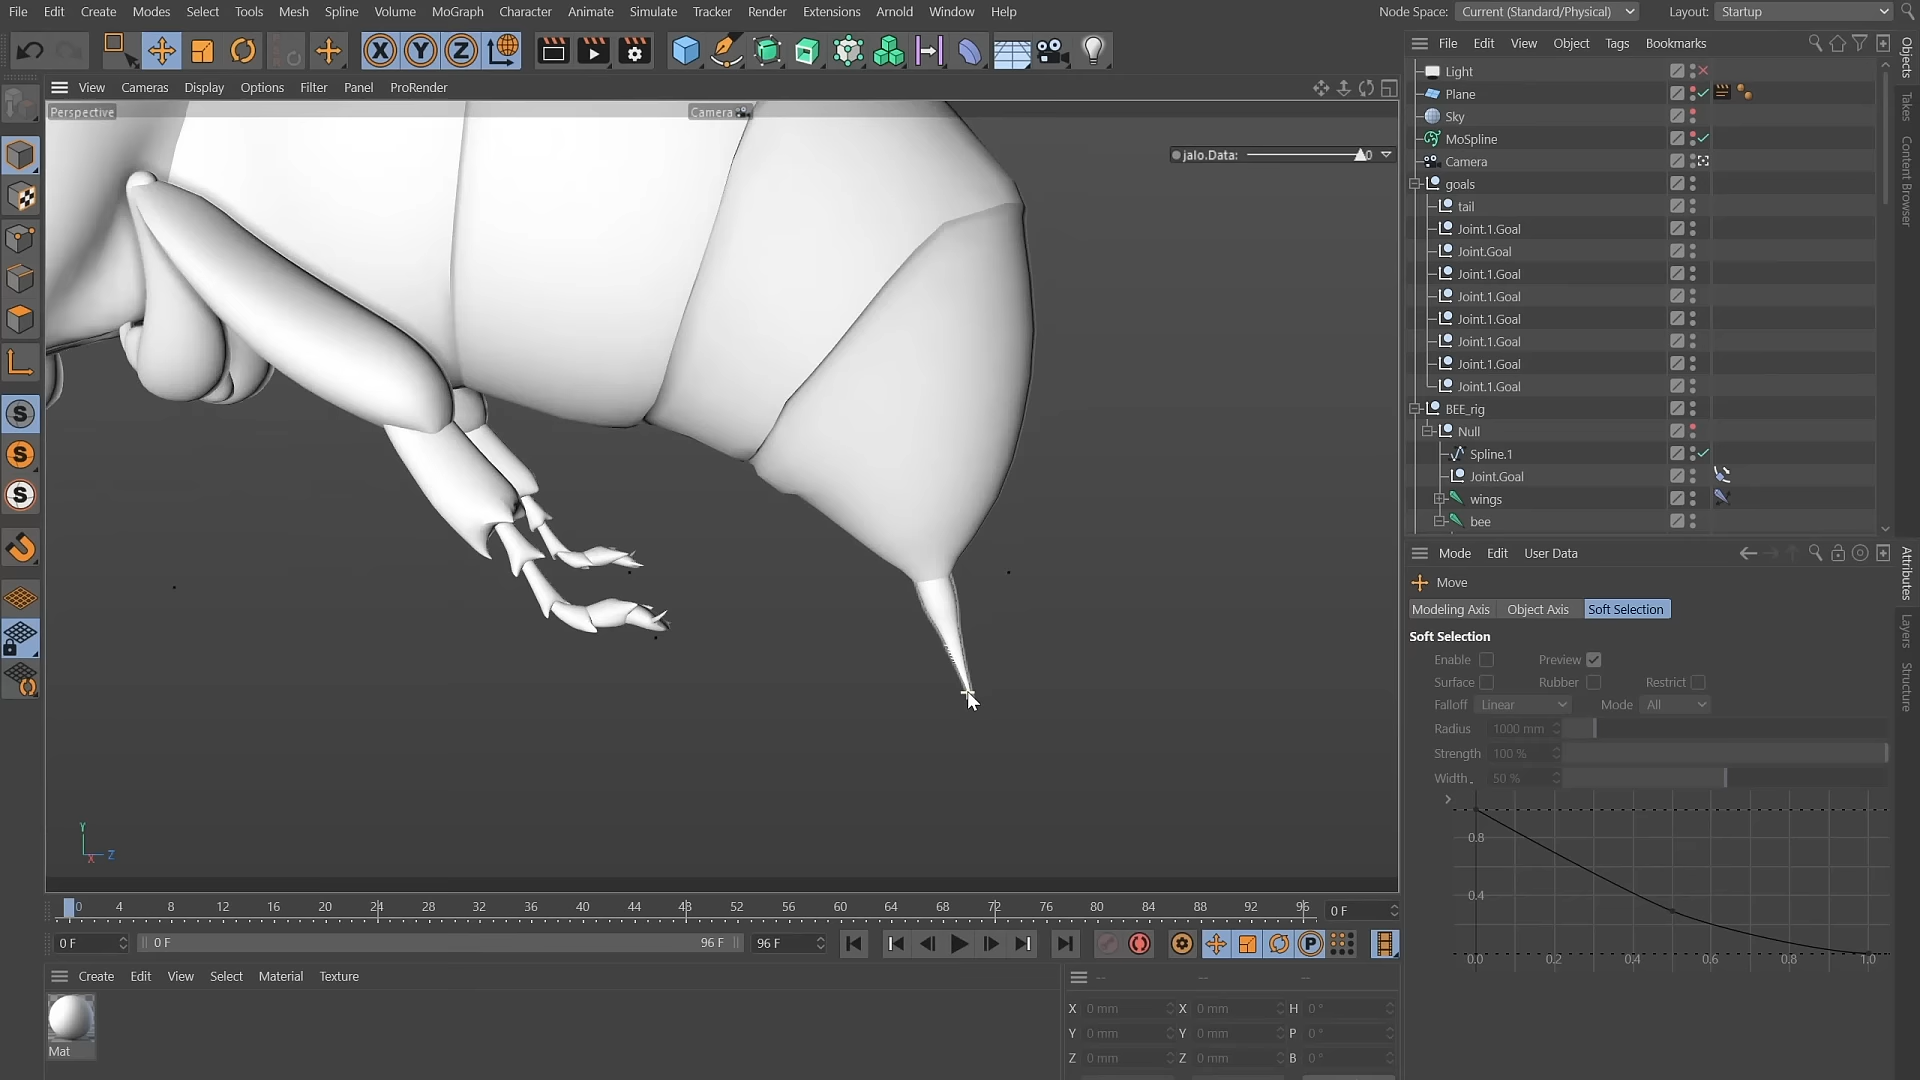 File Edit Create Modes Select Tools Mesh Spline Volume MoGraph Character Animate Simulate Tracker Render Extensions Arnold Window Help Node Space: Current (Standard/Physical) Layout: Startup
X Y Z
File Edit View Object Tags Bookmarks
View Cameras Display Options Filter Panel ProRender
Perspective Camera
jalo.Data: 0
Light
Plane
Sky
MoSpline
Camera
goals
tail
Joint.1.Goal
Joint.Goal
Joint.1.Goal
Joint.1.Goal
Joint.1.Goal
Joint.1.Goal
Joint.1.Goal
Joint.1.Goal
BEE_rig
Null
Spline.1
Joint.Goal
wings
bee
Objects
Takes
Content Browser
S
S
S
Mode Edit User Data
Move
Modeling Axis Object Axis Soft Selection
Soft Selection
Enable Preview
Surface Rubber Restrict
Falloff Linear Mode All
Radius 1000 mm
Strength 100 %
Width 50 %
0.8
0.4
0.0 0.2 0.4 0.6 0.8 1.0
Attributes
Layers
Structure
Y
X Z
0 4 8 12 16 20 24 28 32 36 40 44 48 52 56 60 64 68 72 76 80 84 88 92 96 0 F
0 F 0 F 96 F 96 F P
Create Edit View Select Material Texture
Mat
-- -- --
X 0 mm X 0 mm H 0 °
Y 0 mm Y 0 mm P 0 °
Z 0 mm Z 0 mm B 0 °